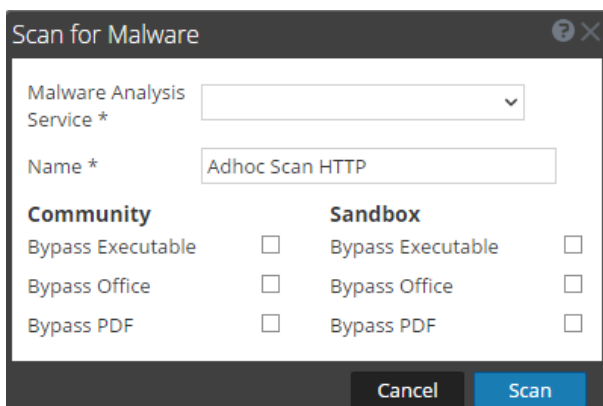 Scan for Malware
Malware Analysis
Service *
Name *
Adhoc Scan HTTP
Community
Sandbox
Bypass Executable
Bypass Executable
Bypass Office
Bypass Office
Bypass PDF
Bypass PDF
Cancel
Scan